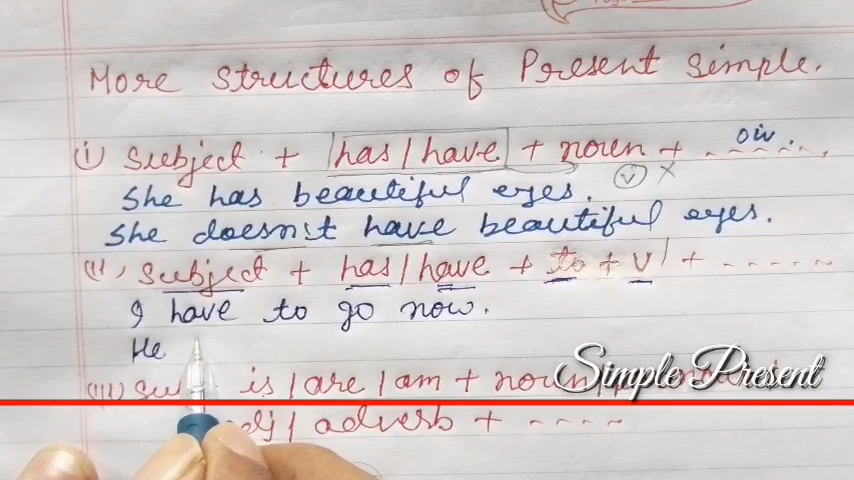 More Structures of Present Simple.
(i) Subject + has/have + noun + .......
She has beautiful eyes. (v) ×
She doesn't have beautiful eyes.
(ii) Subject + has/have + to + V' + ......
I have to go now.
He
Simple Present
(iii) is/are/am + noun
adverb + ----